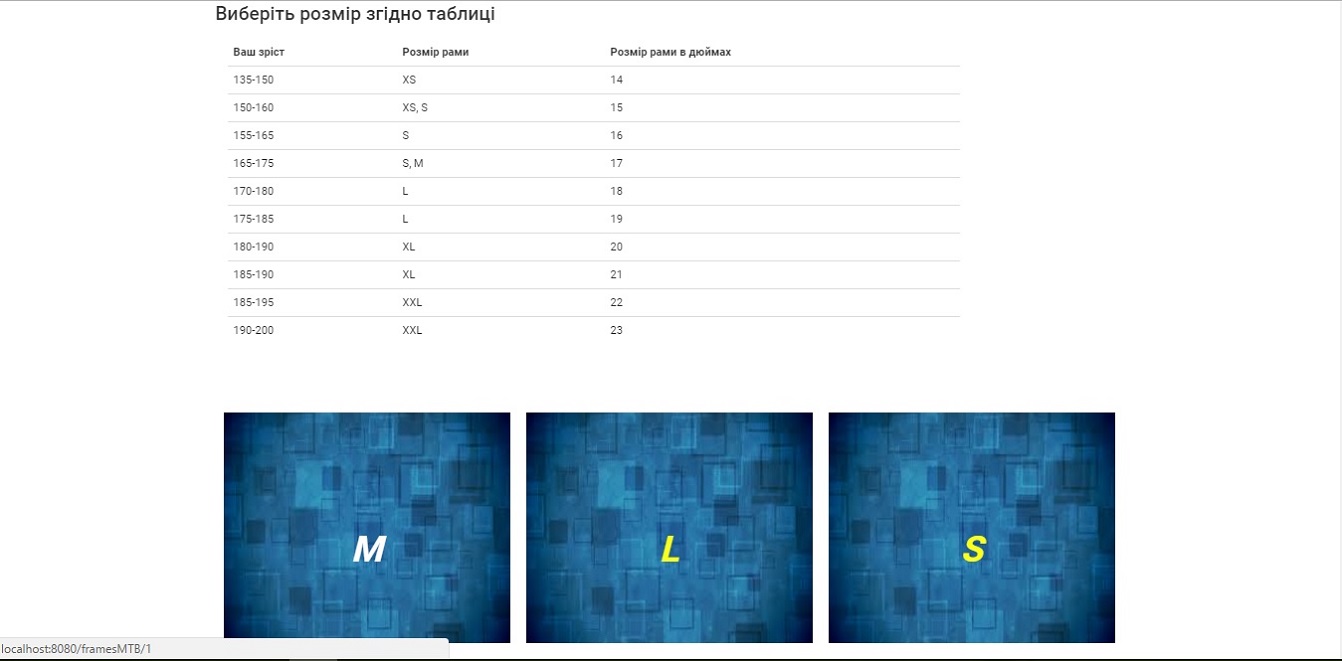 Виберіть розмір згідно таблиці
Ваш зріст Розмір рами Розмір рами в дюймах
135-150 XS 14
150-160 XS, S 15
155-165 S 16
165-175 S, M 17
170-180 L 18
175-185 L 19
180-190 XL 20
185-190 XL 21
185-195 XXL 22
190-200 XXL 23
M L S
localhost:8080/framesMTB/1